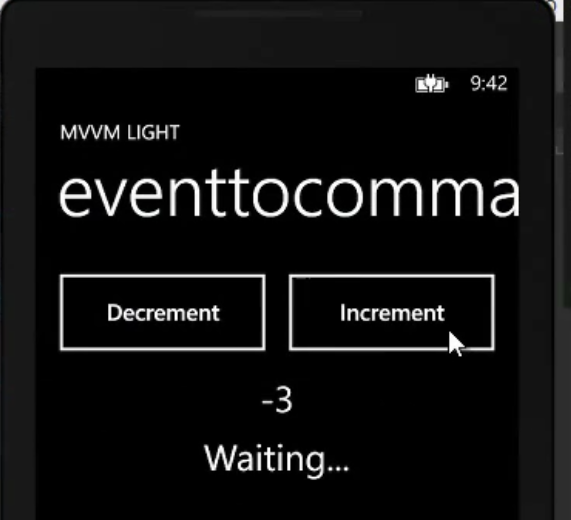 9:42
MVVM LIGHT
eventtocomma
Decrement Increment
-3
Waiting...